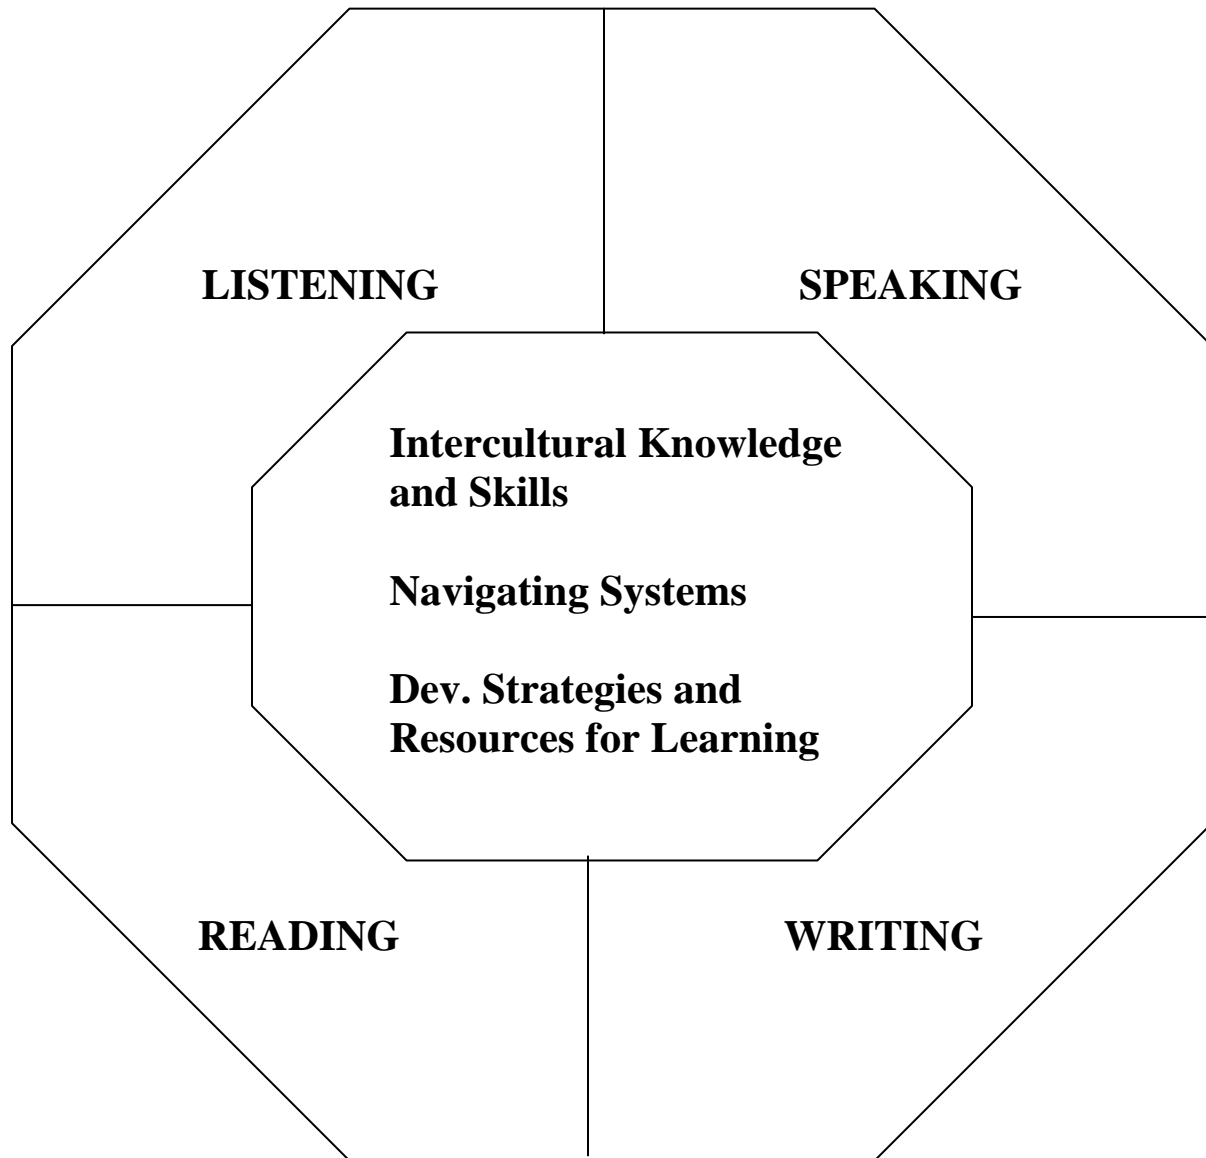 LISTENING
SPEAKING
Intercultural Knowledge
and Skills
Navigating Systems
Dev. Strategies and
Resources for Learning
READING
WRITING